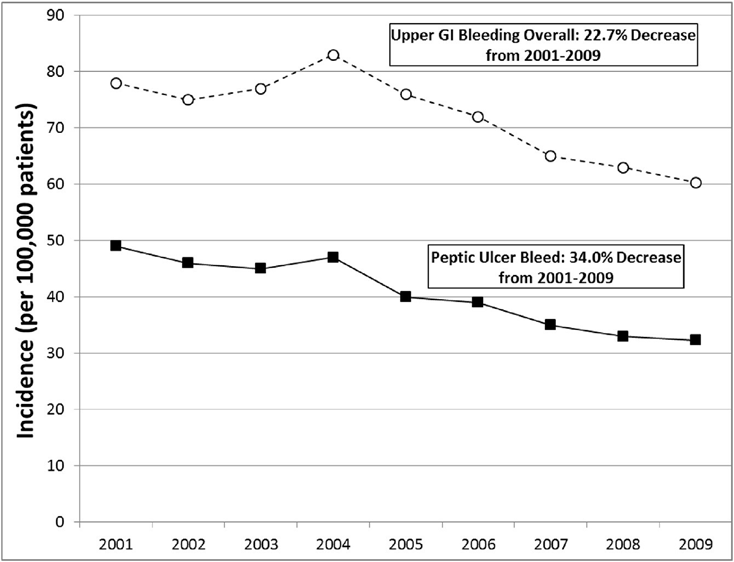 Upper GI Bleeding Overall: 22.7% Decrease
from 2001-2009
Peptic Ulcer Bleed: 34.0% Decrease
from 2001-2009
Incidence (per 100,000 patients)
90
80
70
60
50
40
30
20
10
0
2001 2002 2003 2004 2005 2006 2007 2008 2009